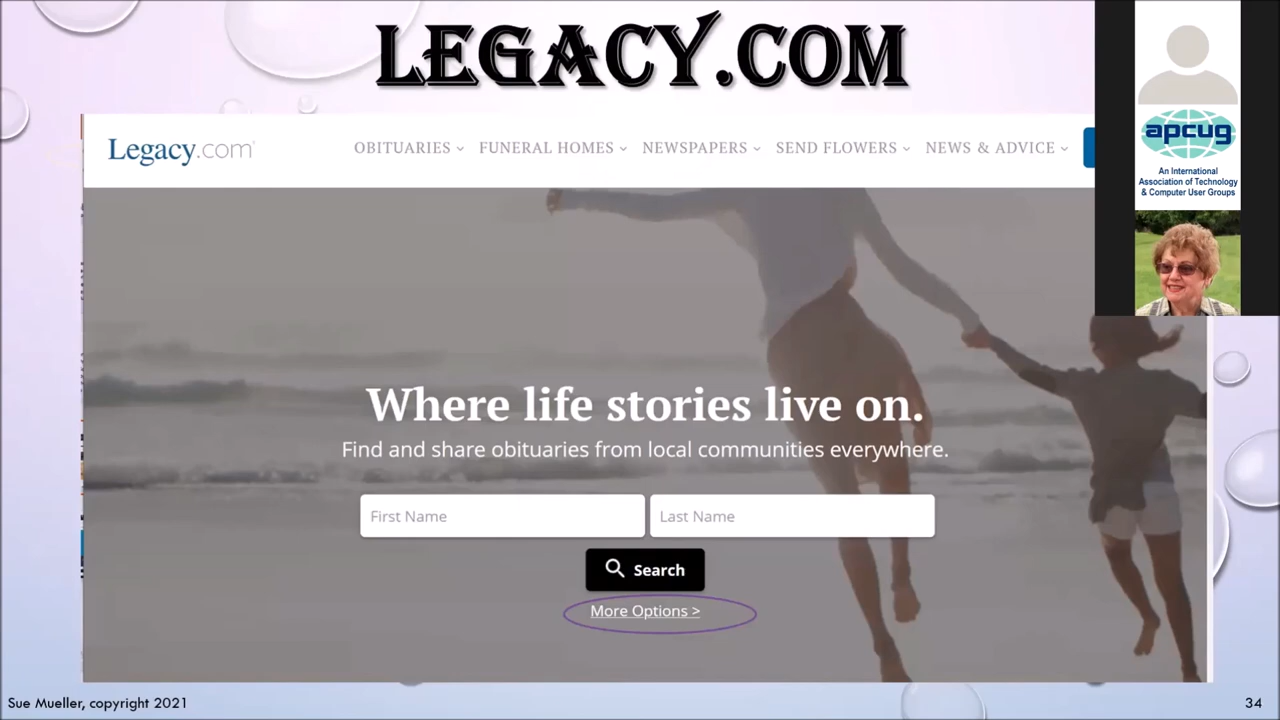 LEGACY.COM
Legacy.com
OBITUARIES
HOMES
NEWSPAPERS
SEND FLOWERS
NEWS & ADVICE
apcug
An International
Association of Technology
& Computer User Groups
Where life stories live on.
Find and share obituaries from local communities everywhere.
First Name
Last Name
Search
More Options >
Sue Mueller, copyright 2021
34